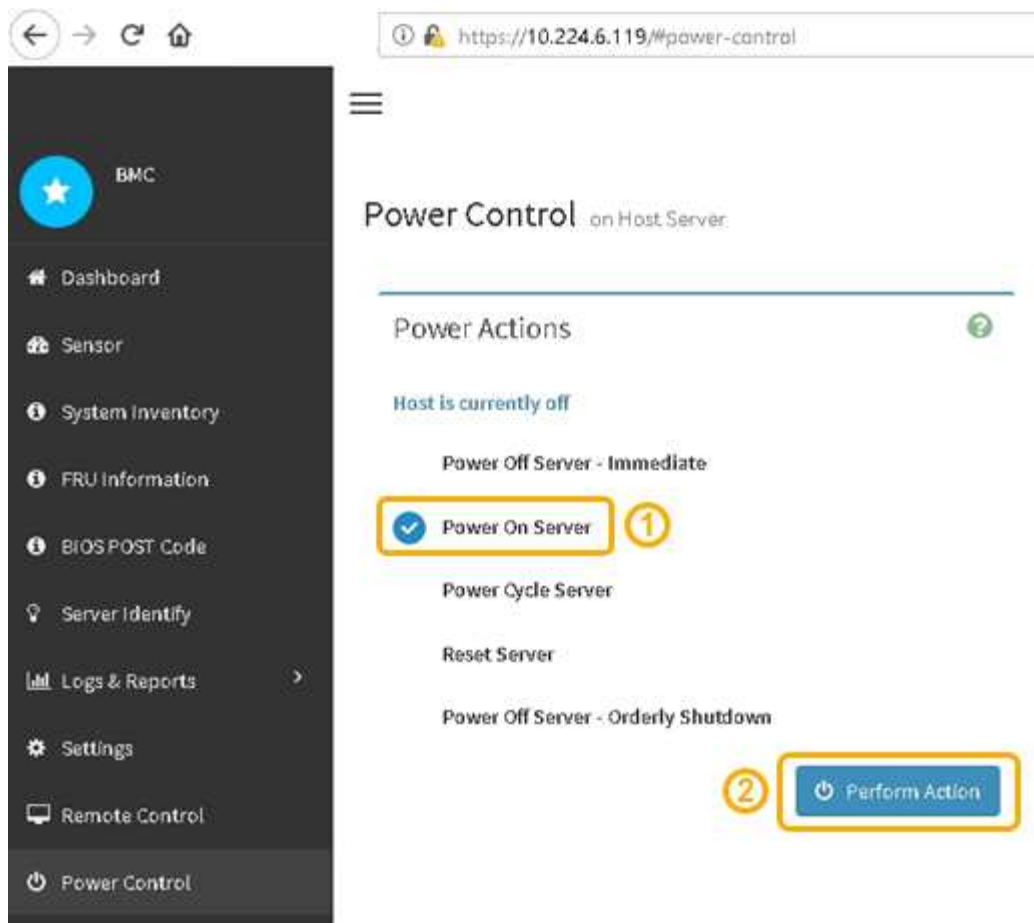 https://10.224.6.119/#power-control
BMC
Dashboard
Sensor
System Inventory
FRU Information
BIOS POST Code
Server Identify
Logs & Reports
Settings
Remote Control
Power Control
Power Control on Host Server
Power Actions
Host is currently off
Power Off Server - Immediate
Power On Server 1
Power Cycle Server
Reset Server
Power Off Server - Orderly Shutdown
2 Perform Action